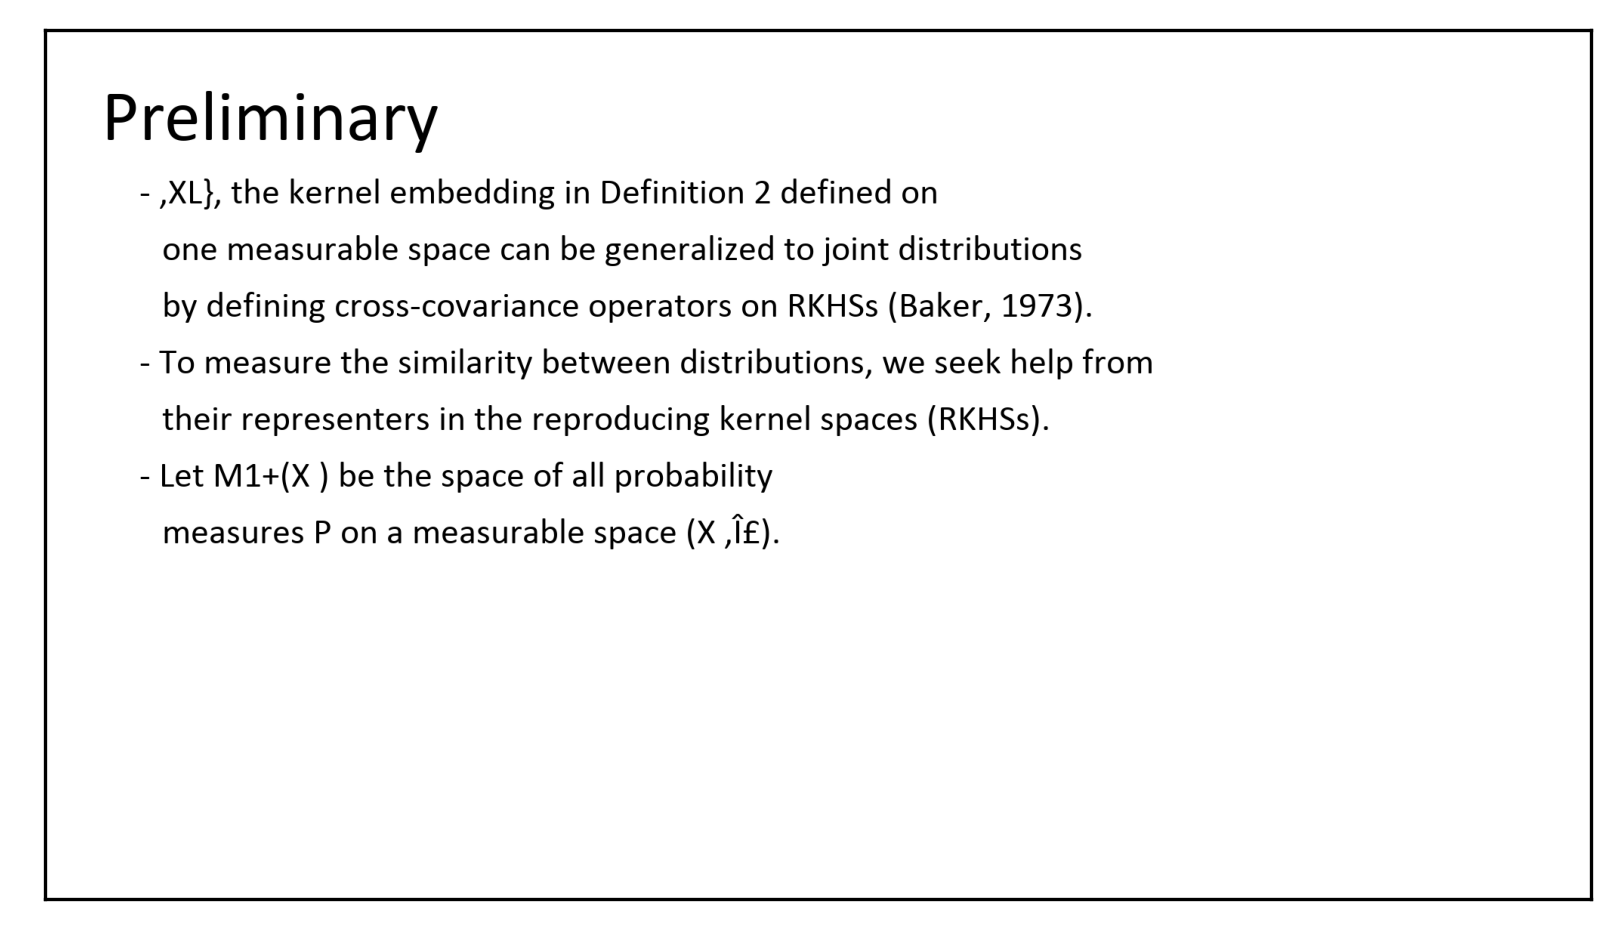 Preliminary
- ,XL}, the kernel embedding in Definition 2 defined on
one measurable space can be generalized to joint distributions
by defining cross-covariance operators on RKHSs (Baker, 1973).
- To measure the similarity between distributions, we seek help from
their representers in the reproducing kernel spaces (RKHSs).
- Let M1+(X ) be the space of all probability
measures P on a measurable space (X ,Î£).